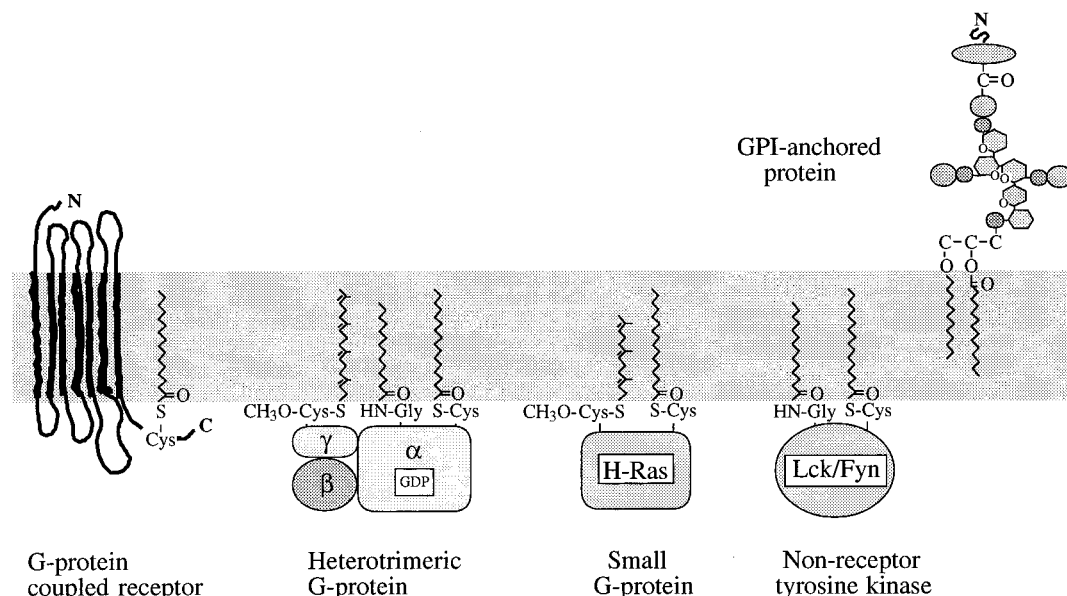 N
S
C=O
O
O
O
O
GPI-anchored
protein
N
C-C-C
O O
O
O O O O O O
S CH3O-Cys-S HN-Gly S-Cys CH3O-Cys-S S-Cys HN-Gly S-Cys
Cys C
γ α
β GDP
H-Ras
Lck/Fyn
G-protein
coupled receptor
Heterotrimeric
G-protein
Small
G-protein
Non-receptor
tyrosine kinase